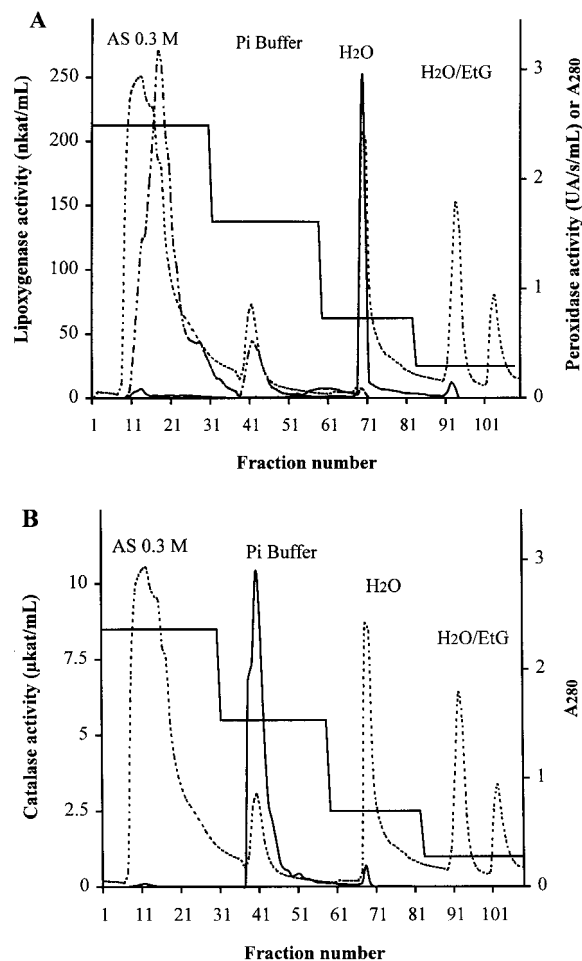 A
AS 0.3 M
Pi Buffer
H2O
H2O/EtG
250
200
150
100
50
0
3
2
1
0
Lipoxygenase activity (nkat/mL)
Peroxidase activity (UA/s/mL) or A280
1 11 21 31 41 51 61 71 81 91 101
Fraction number
B
AS 0.3 M
Pi Buffer
H2O
H2O/EtG
10
7.5
5
2.5
0
3
2
1
0
Catalase activity (µkat/mL)
A280
1 11 21 31 41 51 61 71 81 91 101
Fraction number